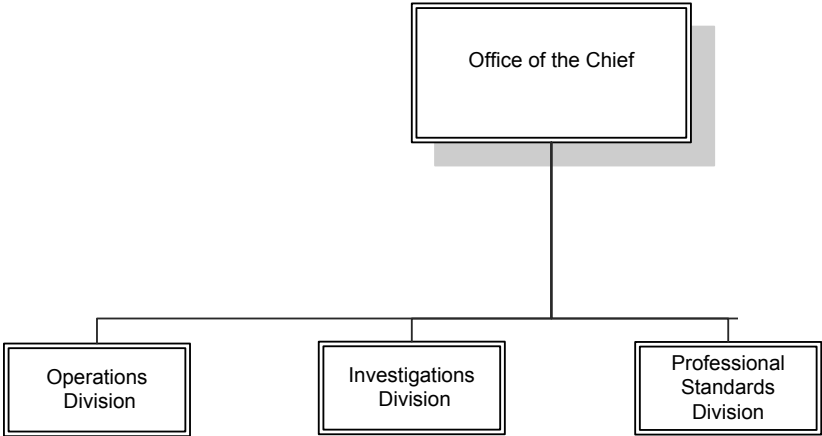 Office of the Chief
Operations
Division
Investigations
Division
Professional
Standards
Division